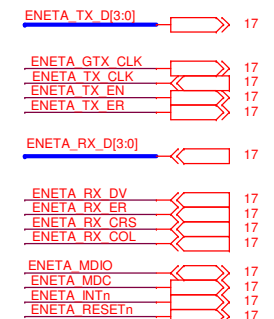 ENETA_TX_D[3:0] 17
ENETA_GTX_CLK 17
ENETA_TX_CLK 17
ENETA_TX_EN 17
ENETA_TX_ER 17
ENETA_RX_D[3:0] 17
ENETA_RX_DV 17
ENETA_RX_ER 17
ENETA_RX_CRS 17
ENETA_RX_COL 17
ENETA_MDIO 17
ENETA_MDC 17
ENETA_INTn 17
ENETA_RESETn 17